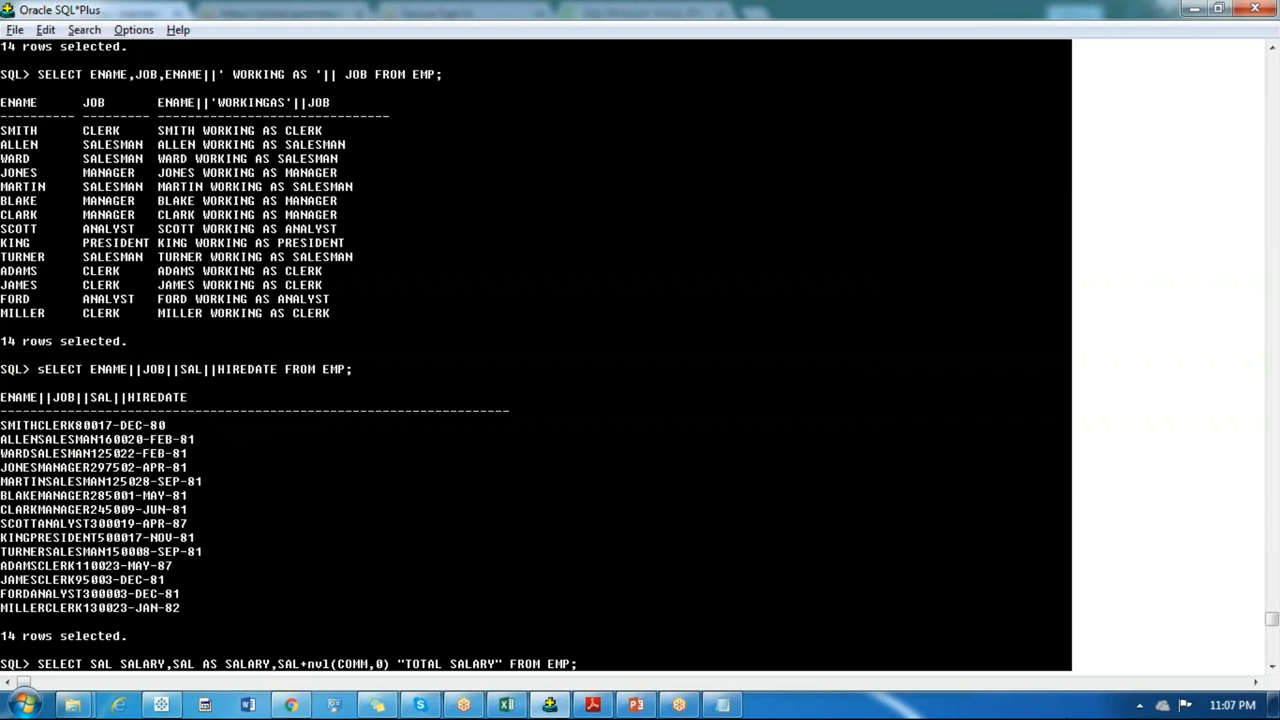 Oracle SQL*Plus
File Edit Search Options Help
14 rows selected.
SQL> SELECT ENAME,JOB,ENAME||' WORKING AS '|| JOB FROM EMP;
ENAME JOB ENAME||'WORKINGAS'||JOB
---------- --------- -------------------------------
SMITH CLERK SMITH WORKING AS CLERK
ALLEN SALESMAN ALLEN WORKING AS SALESMAN
WARD SALESMAN WARD WORKING AS SALESMAN
JONES MANAGER JONES WORKING AS MANAGER
MARTIN SALESMAN MARTIN WORKING AS SALESMAN
BLAKE MANAGER BLAKE WORKING AS MANAGER
CLARK MANAGER CLARK WORKING AS MANAGER
SCOTT ANALYST SCOTT WORKING AS ANALYST
KING PRESIDENT KING WORKING AS PRESIDENT
TURNER SALESMAN TURNER WORKING AS SALESMAN
ADAMS CLERK ADAMS WORKING AS CLERK
JAMES CLERK JAMES WORKING AS CLERK
FORD ANALYST FORD WORKING AS ANALYST
MILLER CLERK MILLER WORKING AS CLERK
14 rows selected.
SQL> sELECT ENAME||JOB||SAL||HIREDATE FROM EMP;
ENAME||JOB||SAL||HIREDATE
--------------------------------------------------------------------
SMITHCLERK80017-DEC-80
ALLENSALESMAN160020-FEB-81
WARDSALESMAN125022-FEB-81
JONESMANAGER297502-APR-81
MARTINSALESMAN125028-SEP-81
BLAKEMANAGER285001-MAY-81
CLARKMANAGER245009-JUN-81
SCOTTANALYST300019-APR-87
KINGPRESIDENT500017-NOV-81
TURNERSALESMAN150008-SEP-81
ADAMSCLERK110023-MAY-87
JAMESCLERK95003-DEC-81
FORDANALYST300003-DEC-81
MILLERCLERK130023-JAN-82
14 rows selected.
SQL> SELECT SAL SALARY,SAL AS SALARY,SAL+nvl(COMM,0) "TOTAL SALARY" FROM EMP;
11:07 PM